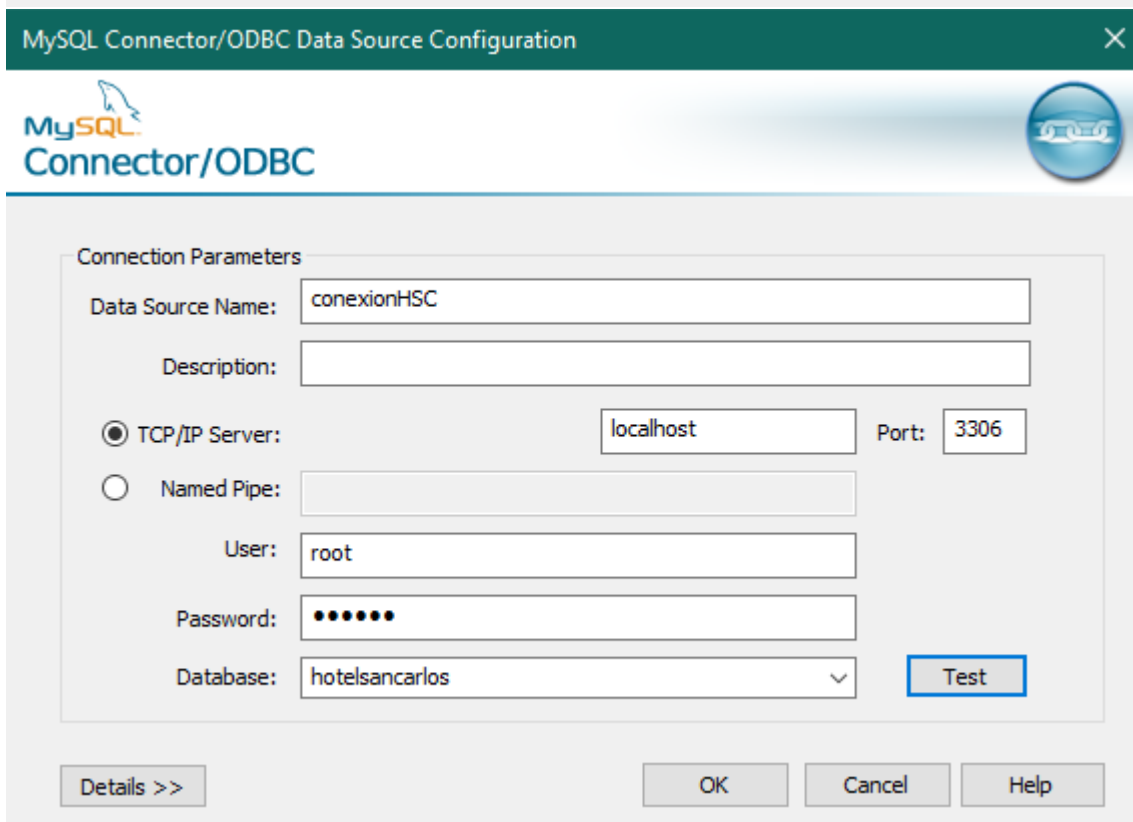 MySQL Connector/ODBC Data Source Configuration
MySQL
Connector/ODBC
Connection Parameters
Data Source Name: conexionHSC
Description:
TCP/IP Server: localhost Port: 3306
Named Pipe:
User: root
Password: ●●●●●●
Database: hotelsancarlos Test
Details >> OK Cancel Help